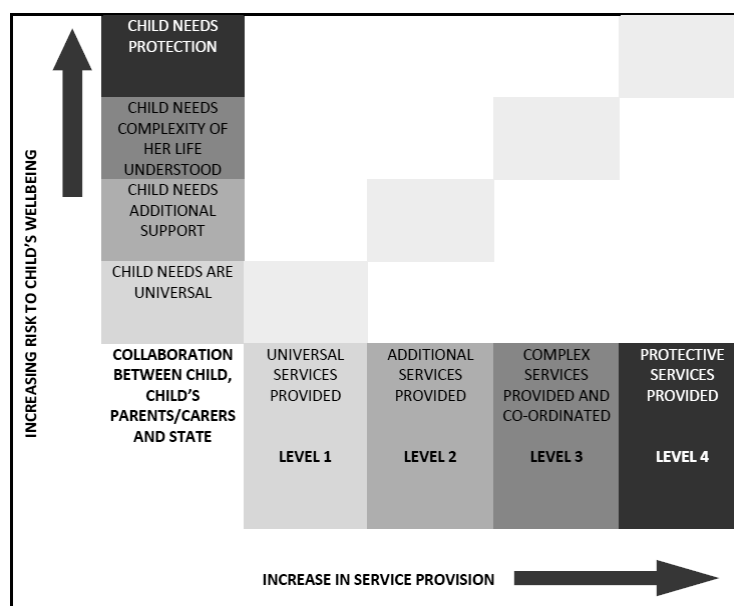 CHILD NEEDS
PROTECTION
CHILD NEEDS
COMPLEXITY OF
HER LIFE
UNDERSTOOD
CHILD NEEDS
ADDITIONAL
SUPPORT
CHILD NEEDS ARE
UNIVERSAL
INCREASING RISK TO CHILD'S WELLBEING
COLLABORATION
BETWEEN CHILD,
CHILD'S
PARENTS/CARERS
AND STATE
UNIVERSAL
SERVICES
PROVIDED
LEVEL 1
ADDITIONAL
SERVICES
PROVIDED
LEVEL 2
COMPLEX
SERVICES
PROVIDED AND
CO-ORDINATED
LEVEL 3
PROTECTIVE
SERVICES
PROVIDED
LEVEL 4
INCREASE IN SERVICE PROVISION